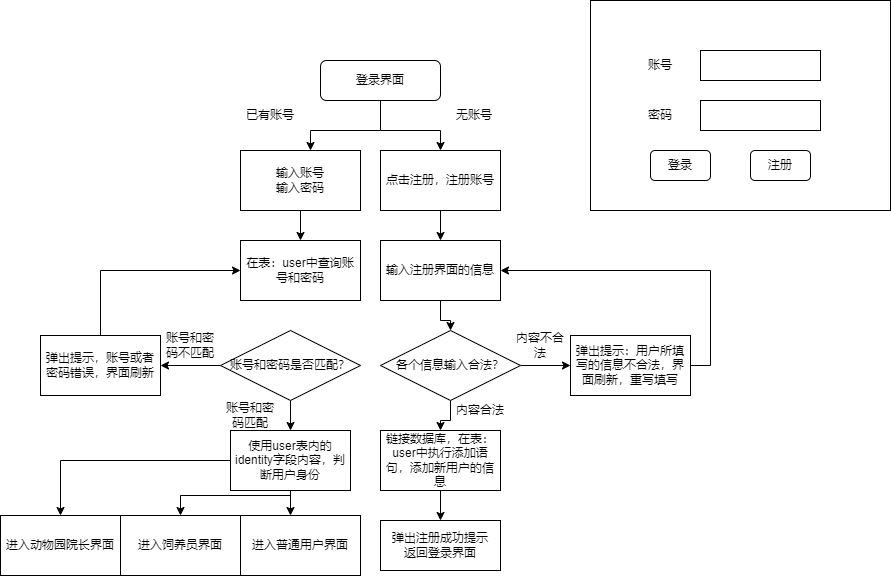 登录界面
已有账号
无账号
输入账号
输入密码
点击注册，注册账号
在表：user中查询账
号和密码
输入注册界面的信息
账号和密
码不匹配
弹出提示，账号或者
密码错误，界面刷新
账号和密码是否匹配？
各个信息输入合法？
内容不合
法
弹出提示：用户所填
写的信息不合法，界
面刷新，重写填写
账号和密
码匹配
内容合法
使用user表内的
identity字段内容，判
断用户身份
链接数据库，在表：
user中执行添加语
句，添加新用户的信
息
进入动物园院长界面
进入饲养员界面
进入普通用户界面
弹出注册成功提示
返回登录界面
账号
密码
登录
注册